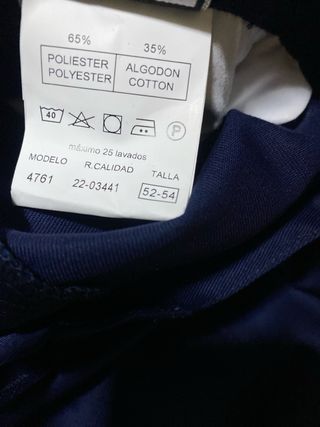 65% 35%
POLIESTER ALGODON
POLYESTER COTTON
40 P
máximo 25 lavados
MODELO R.CALIDAD TALLA
4761 22-03441 52-54